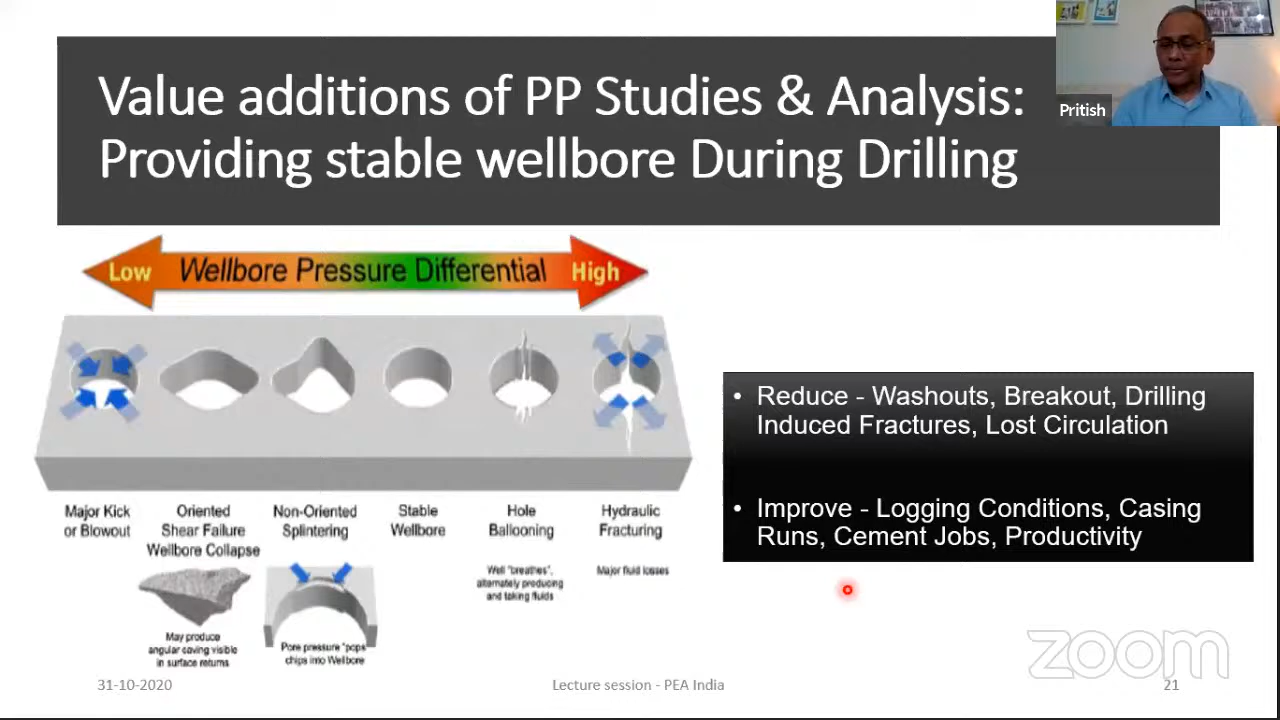 Value additions of PP Studies & Analysis:
Providing stable wellbore During Drilling
Pritish
Low Wellbore Pressure Differential High
Major Kick
or Blowout
Oriented
Shear Failure
Wellbore Collapse
May produce
angular caving visible
in surface returns
Non-Oriented
Splintering
Pore pressure "pops
chips into Wellbore
Stable
Wellbore
Hole
Ballooning
Well "breathes",
alternately producing
and taking fluids
Hydraulic
Fracturing
Major fluid losses
• Reduce - Washouts, Breakout, Drilling
Induced Fractures, Lost Circulation
• Improve - Logging Conditions, Casing
Runs, Cement Jobs, Productivity
zoom
31-10-2020
Lecture session - PEA India
21